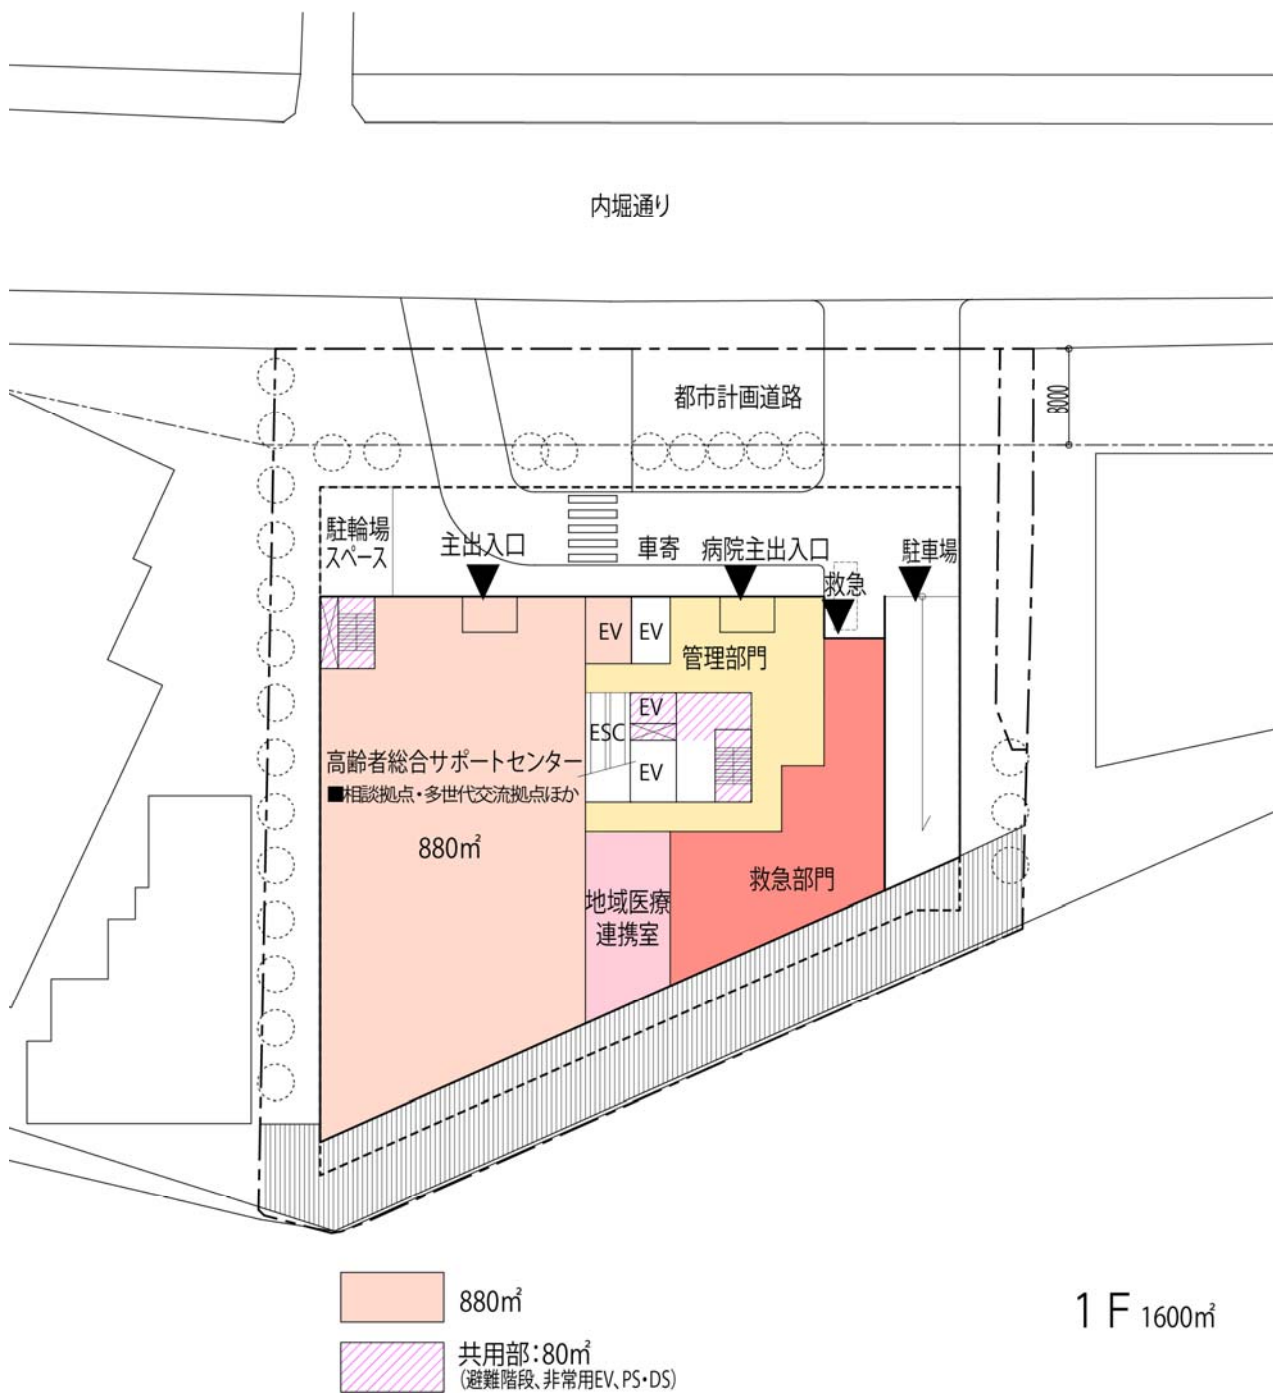 内堀通り
都市計画道路
8000
駐輪場
スペース
主出入口
車寄
病院主出入口
救急
駐車場
EV
EV
管理部門
EV
ESC
EV
高齢者総合サポートセンター
■相談拠点・多世代交流拠点ほか
880㎡
地域医療
連携室
救急部門
880㎡
共用部:80㎡
(避難階段、非常用EV、PS・DS)
1F 1600㎡